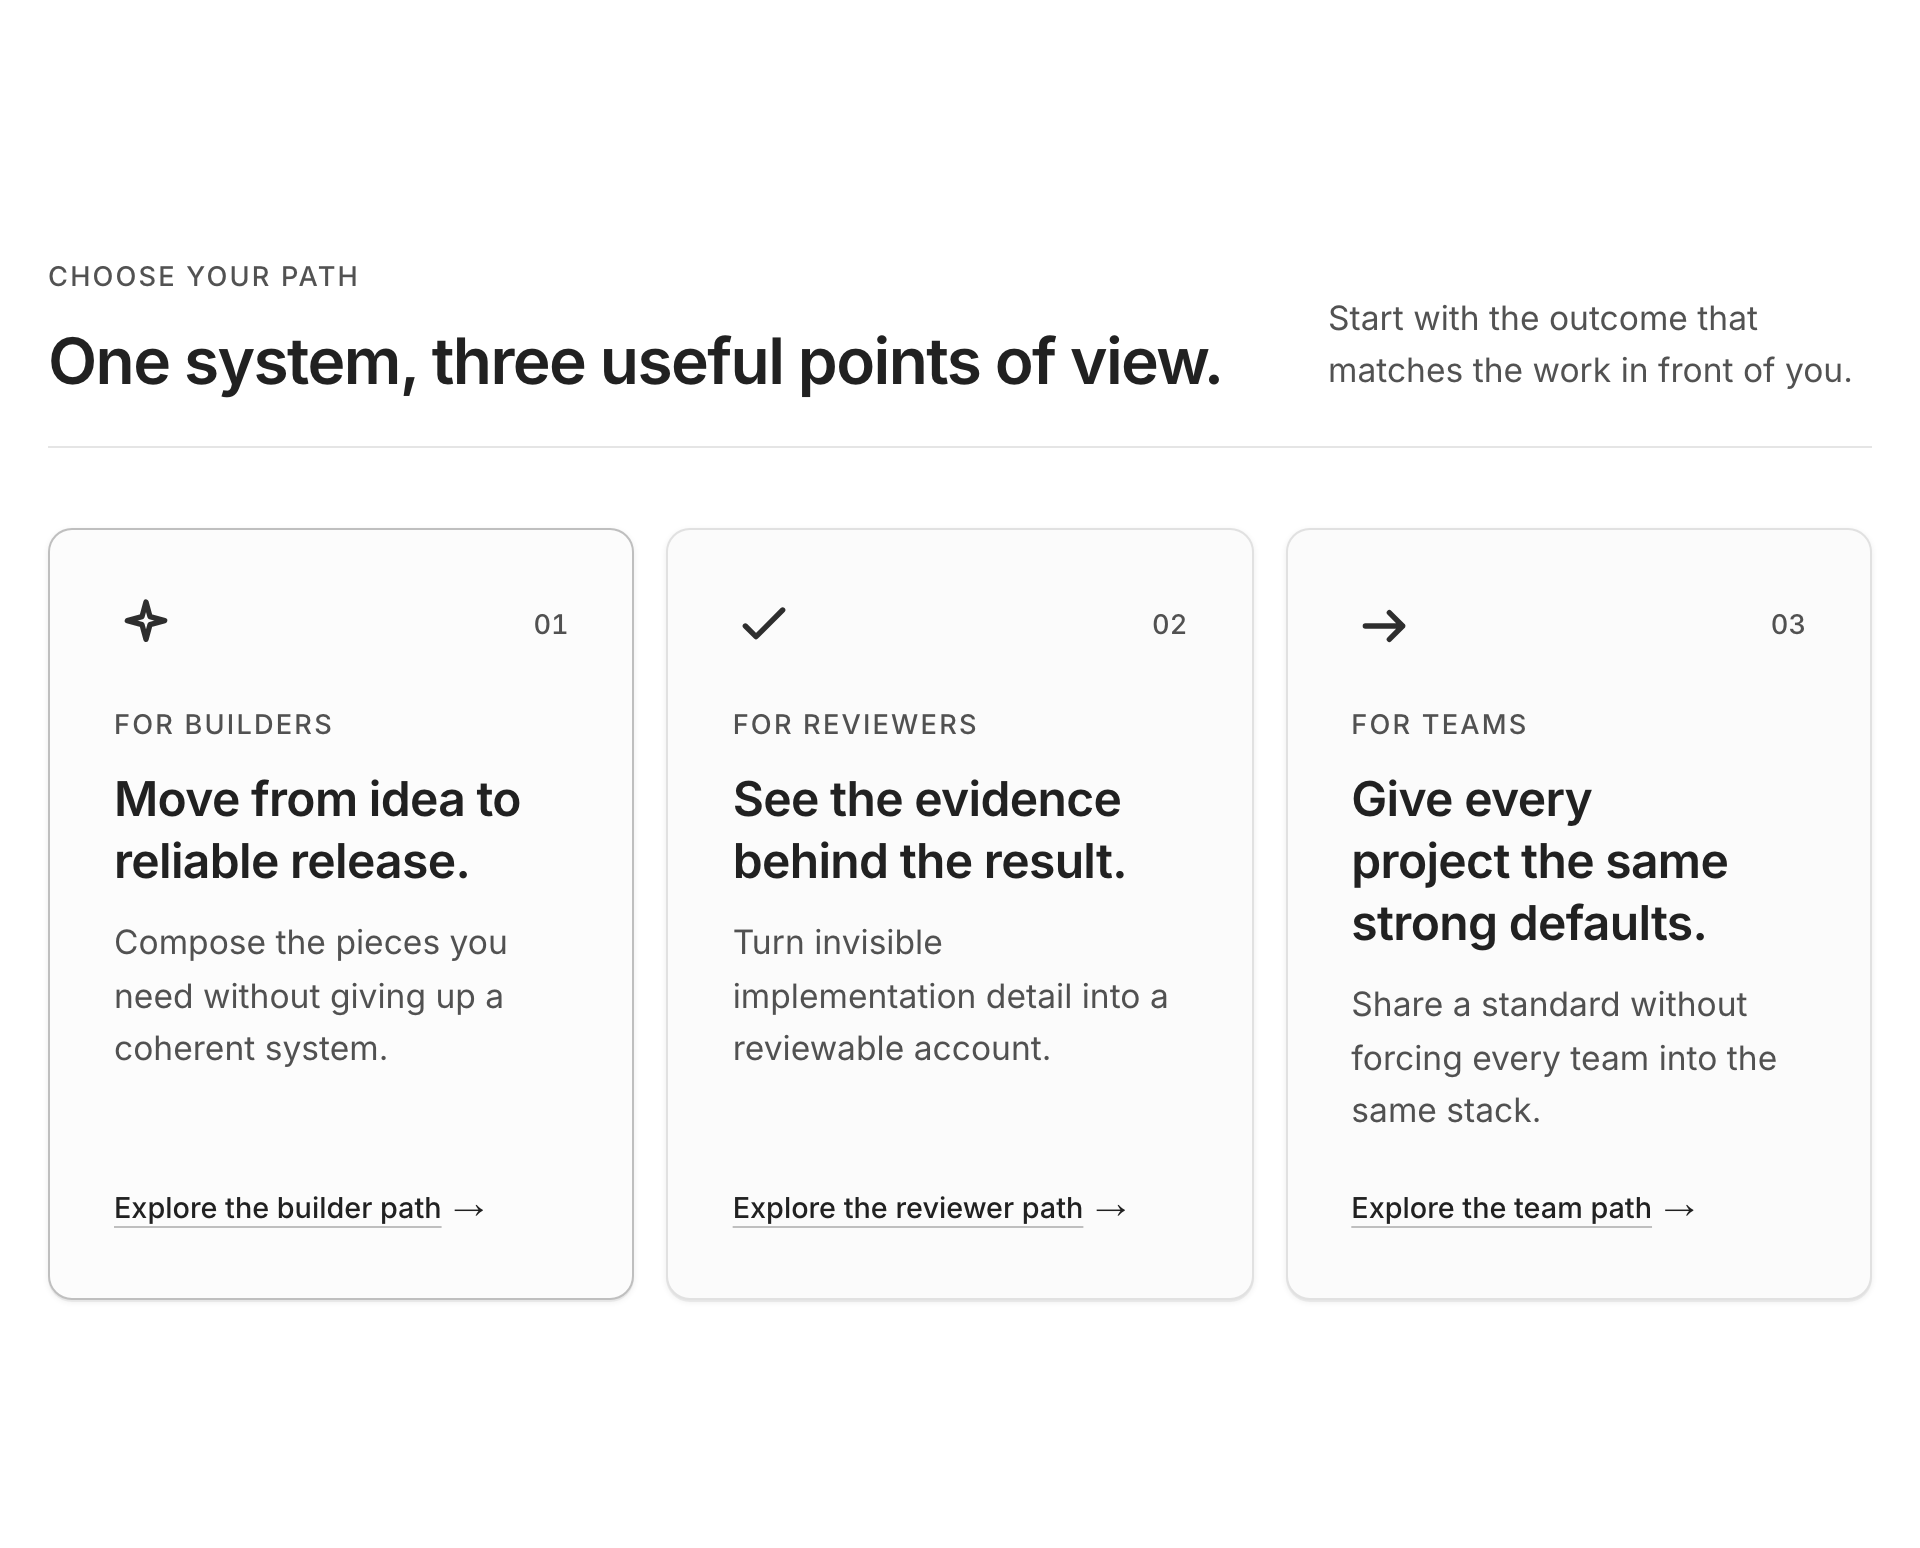 CHOOSE YOUR PATH
One system, three useful points of view.
Start with the outcome that
matches the work in front of you.
01
FOR BUILDERS
Move from idea to
reliable release.
Compose the pieces you
need without giving up a
coherent system.
Explore the builder path →
02
FOR REVIEWERS
See the evidence
behind the result.
Turn invisible
implementation detail into a
reviewable account.
Explore the reviewer path →
03
FOR TEAMS
Give every
project the same
strong defaults.
Share a standard without
forcing every team into the
same stack.
Explore the team path →